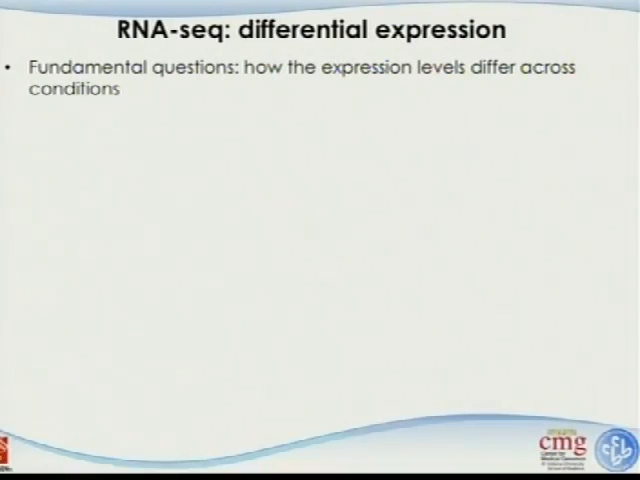 RNA-seq: differential expression
• Fundamental questions: how the expression levels differ across
conditions
cmg